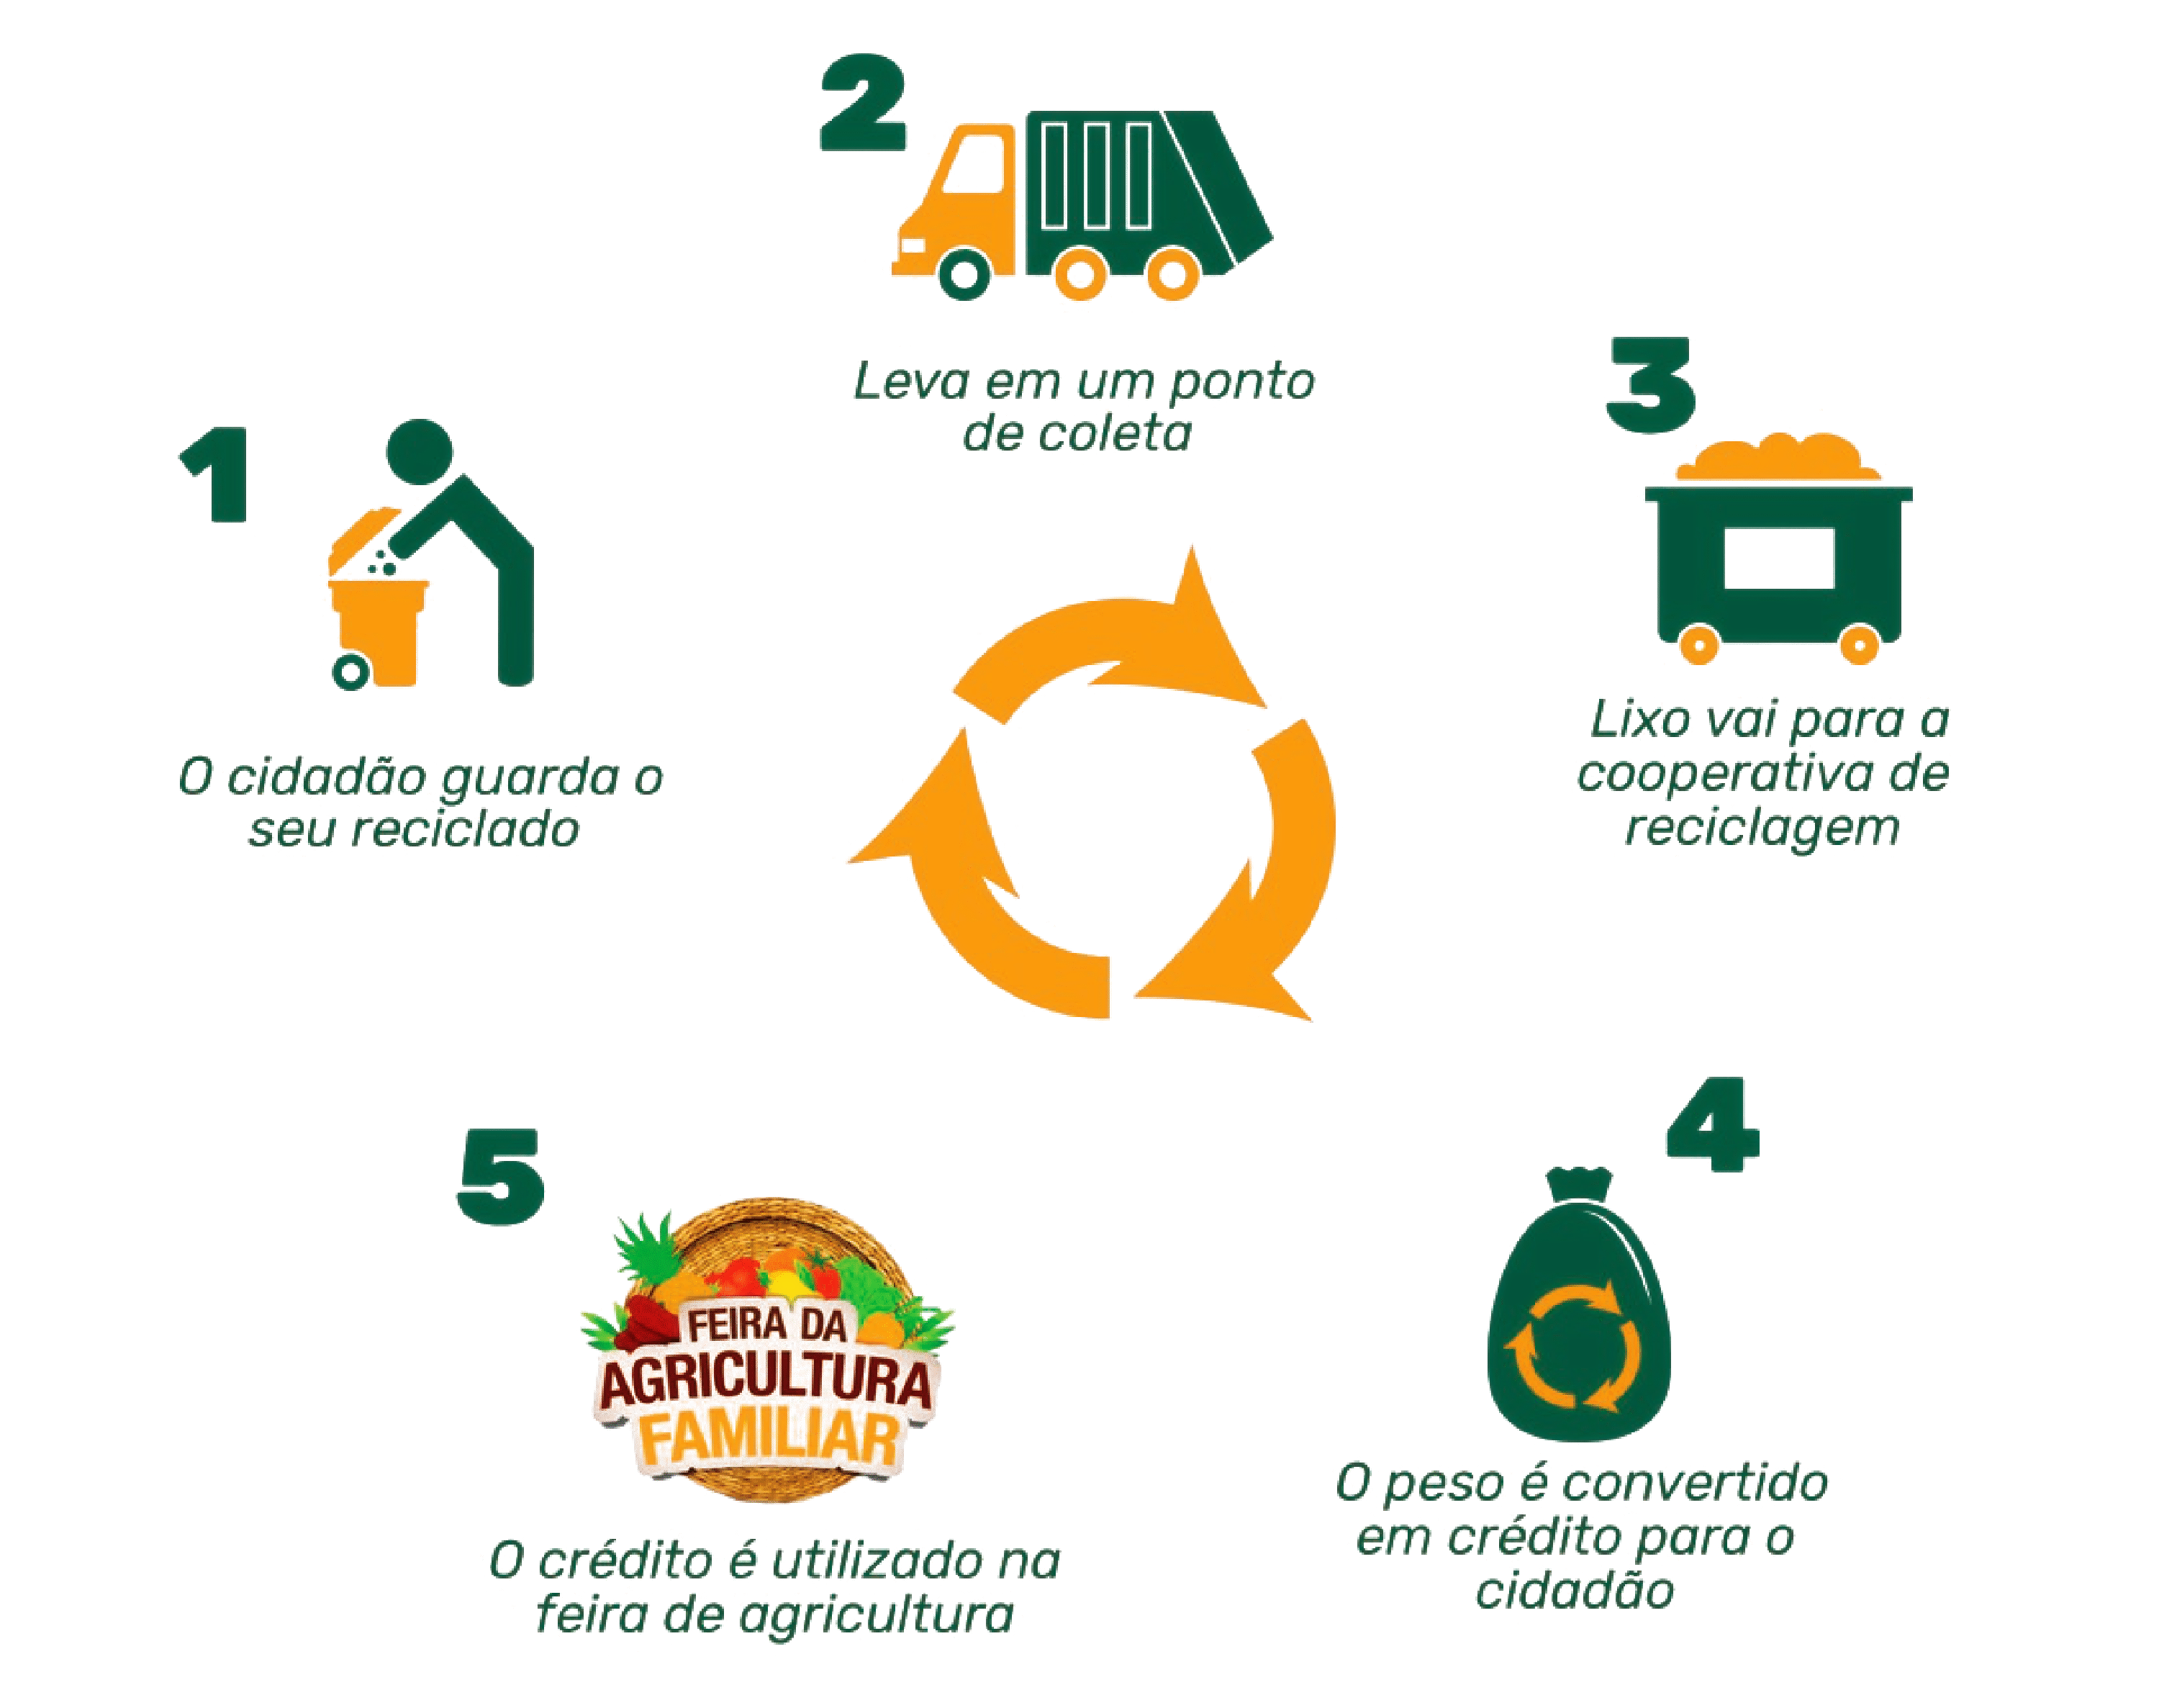 1
O cidadão guarda o
seu reciclado
2
Leva em um ponto
de coleta
3
Lixo vai para a
cooperativa de
reciclagem
4
O peso é convertido
em crédito para o
cidadão
5
FEIRA DA
AGRICULTURA
FAMILIAR
O crédito é utilizado na
feira de agricultura